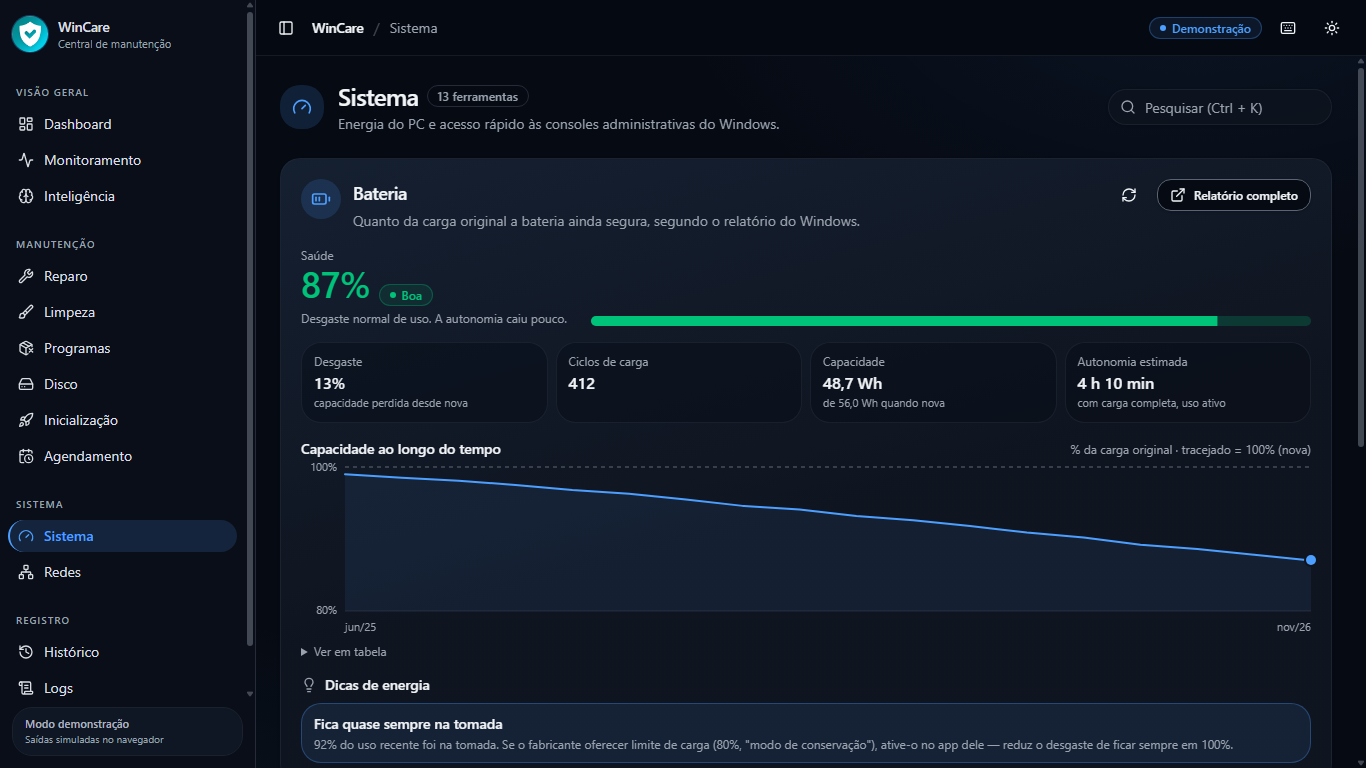 WinCare
Central de manutenção
VISÃO GERAL
Dashboard
Monitoramento
Inteligência
MANUTENÇÃO
Reparo
Limpeza
Programas
Disco
Inicialização
Agendamento
SISTEMA
Sistema
Redes
REGISTRO
Histórico
Logs
Modo demonstração
Saídas simuladas no navegador
WinCare / Sistema
Demonstração
Sistema 13 ferramentas
Energia do PC e acesso rápido às consoles administrativas do Windows.
Pesquisar (Ctrl + K)
Bateria
Quanto da carga original a bateria ainda segura, segundo o relatório do Windows.
Relatório completo
Saúde
87% Boa
Desgaste normal de uso. A autonomia caiu pouco.
Desgaste
13%
capacidade perdida desde nova
Ciclos de carga
412
Capacidade
48,7 Wh
de 56,0 Wh quando nova
Autonomia estimada
4 h 10 min
com carga completa, uso ativo
Capacidade ao longo do tempo
% da carga original · tracejado = 100% (nova)
100%
80%
jun/25
nov/26
Ver em tabela
Dicas de energia
Fica quase sempre na tomada
92% do uso recente foi na tomada. Se o fabricante oferecer limite de carga (80%, "modo de conservação"), ative-o no app dele — reduz o desgaste de ficar sempre em 100%.